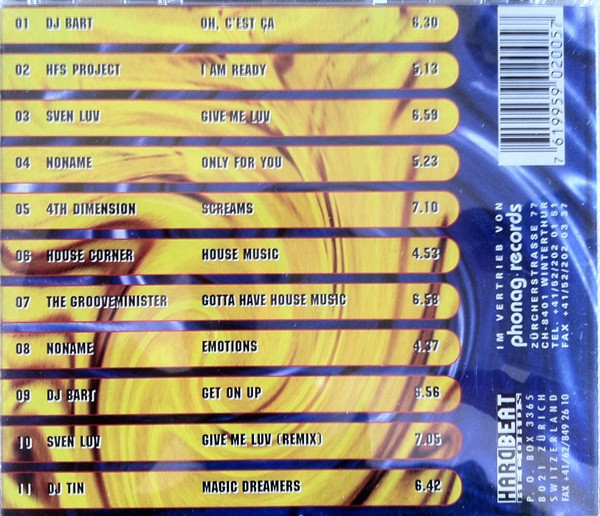 01 DJ BART OH, C'EST ÇA 6.30
02 HFS PROJECT I AM READY 5.13
03 SVEN LUV GIVE ME LUV 6.59
04 NONAME ONLY FOR YOU 5.23
05 4TH DIMENSION SCREAMS 7.10
06 HOUSE CORNER HOUSE MUSIC 4.53
07 THE GROOVEMINISTER GOTTA HAVE HOUSE MUSIC 6.58
08 NONAME EMOTIONS 4.37
09 DJ BART GET ON UP .56
10 SVEN LUV GIVE ME LUV (REMIX) 7.05
11 DJ TIN MAGIC DREAMERS 6.42
7 619959 020057
IM VERTRIEB VON
phonag records
ZÜRCHERSTRASSE 77
CH-8401 WINTERTHUR
TEL. +41/52/202 01 51
FAX +41/52/202 03 37
HARDBEAT
RECORDS
P.O. BOX 3365
8021 ZÜRICH
SWITZERLAND
FAX +41/62/849 26 10